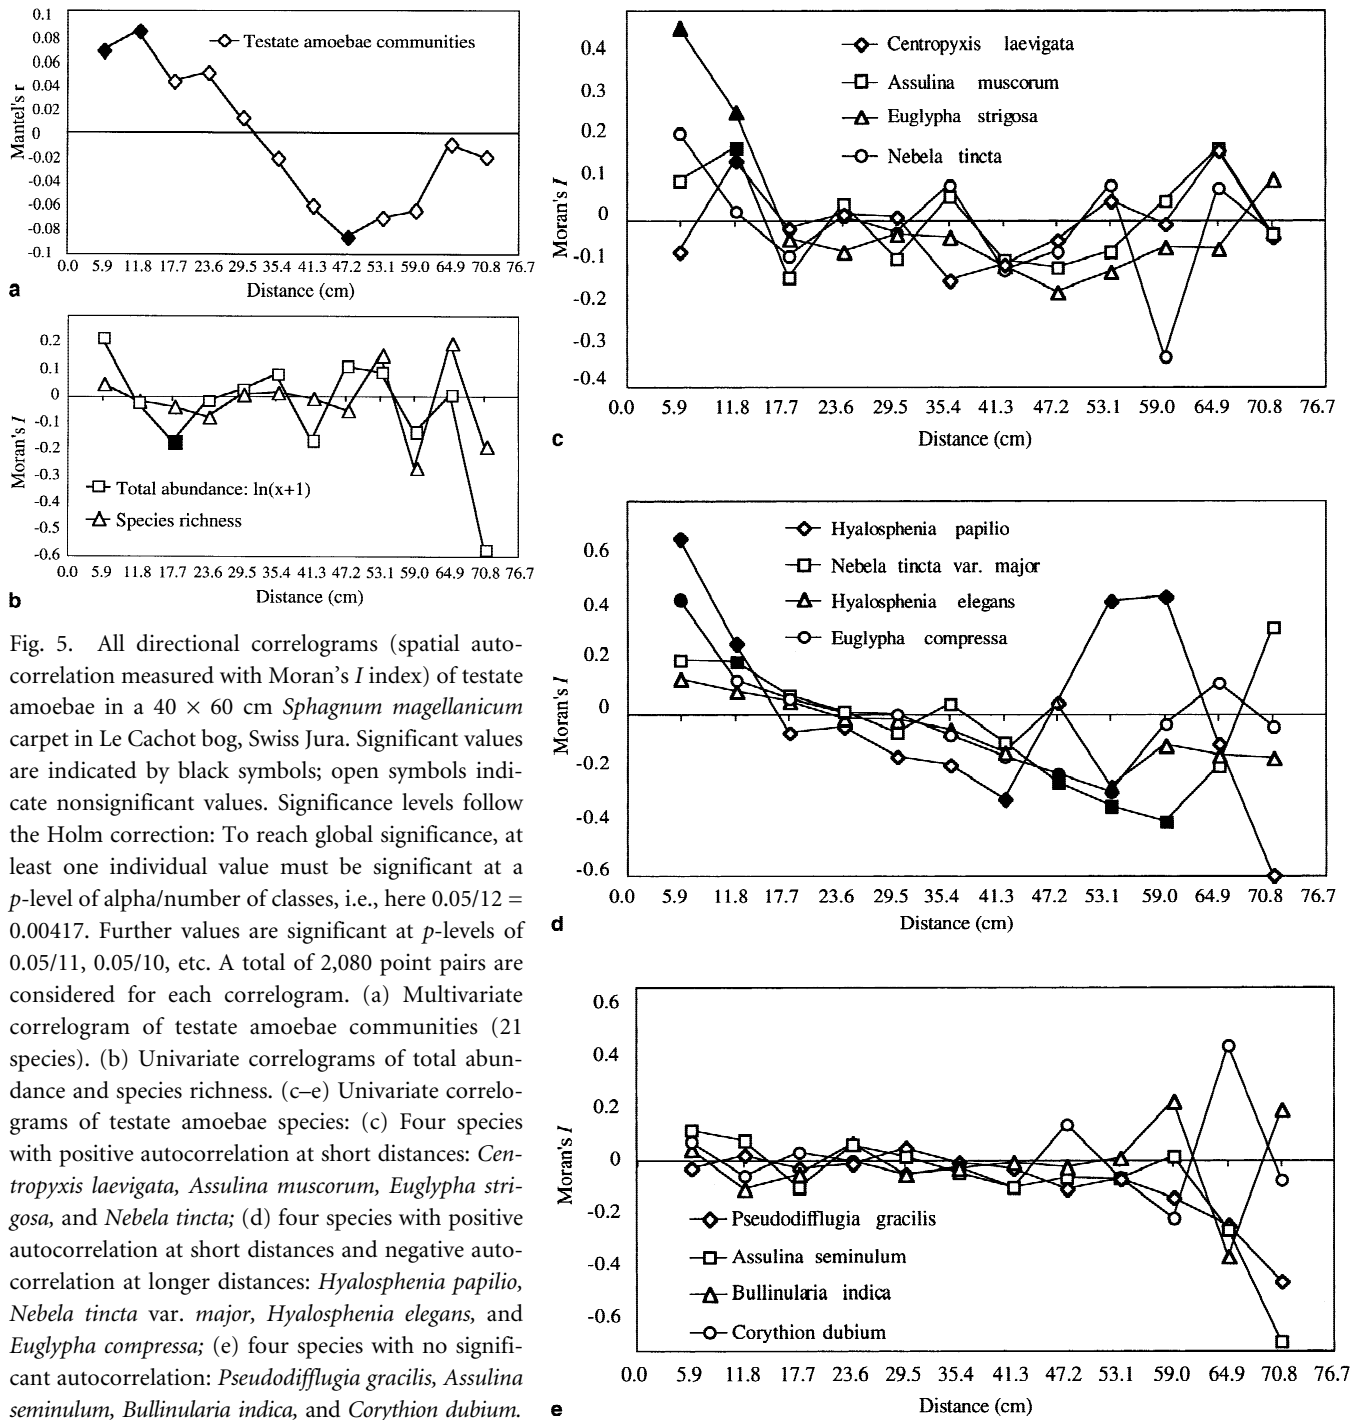 0.1
0.08
0.06
0.04
0.02
0
-0.02
-0.04
-0.06
-0.08
-0.1
Mantel's r
Testate amoebae communities
0.0 5.9 11.8 17.7 23.6 29.5 35.4 41.3 47.2 53.1 59.0 64.9 70.8 76.7
Distance (cm)
a
0.2
0.1
0
-0.1
-0.2
-0.3
-0.4
-0.5
-0.6
Moran's I
Total abundance: ln(x+1)
Species richness
0.0 5.9 11.8 17.7 23.6 29.5 35.4 41.3 47.2 53.1 59.0 64.9 70.8 76.7
Distance (cm)
b
Fig. 5. All directional correlograms (spatial auto-
correlation measured with Moran's I index) of testate
amoebae in a 40 × 60 cm Sphagnum magellanicum
carpet in Le Cachot bog, Swiss Jura. Significant values
are indicated by black symbols; open symbols indi-
cate nonsignificant values. Significance levels follow
the Holm correction: To reach global significance, at
least one individual value must be significant at a
p-level of alpha/number of classes, i.e., here 0.05/12 =
0.00417. Further values are significant at p-levels of
0.05/11, 0.05/10, etc. A total of 2,080 point pairs are
considered for each correlogram. (a) Multivariate
correlogram of testate amoebae communities (21
species). (b) Univariate correlograms of total abun-
dance and species richness. (c–e) Univariate correlo-
grams of testate amoebae species: (c) Four species
with positive autocorrelation at short distances: Cen-
tropyxis laevigata, Assulina muscorum, Euglypha stri-
gosa, and Nebela tincta; (d) four species with positive
autocorrelation at short distances and negative auto-
correlation at longer distances: Hyalosphenia papilio,
Nebela tincta var. major, Hyalosphenia elegans, and
Euglypha compressa; (e) four species with no signifi-
cant autocorrelation: Pseudodifflugia gracilis, Assulina
seminulum, Bullinularia indica, and Corythion dubium.
0.4
0.3
0.2
0.1
0
-0.1
-0.2
-0.3
-0.4
Moran's I
Centropyxis laevigata
Assulina muscorum
Euglypha strigosa
Nebela tincta
0.0 5.9 11.8 17.7 23.6 29.5 35.4 41.3 47.2 53.1 59.0 64.9 70.8 76.7
Distance (cm)
c
0.6
0.4
0.2
0
-0.2
-0.4
-0.6
Moran's I
Hyalosphenia papilio
Nebela tincta var. major
Hyalosphenia elegans
Euglypha compressa
0.0 5.9 11.8 17.7 23.6 29.5 35.4 41.3 47.2 53.1 59.0 64.9 70.8 76.7
Distance (cm)
d
0.6
0.4
0.2
0
-0.2
-0.4
-0.6
Moran's I
Pseudodifflugia gracilis
Assulina seminulum
Bullinularia indica
Corythion dubium
0.0 5.9 11.8 17.7 23.6 29.5 35.4 41.3 47.2 53.1 59.0 64.9 70.8 76.7
Distance (cm)
e